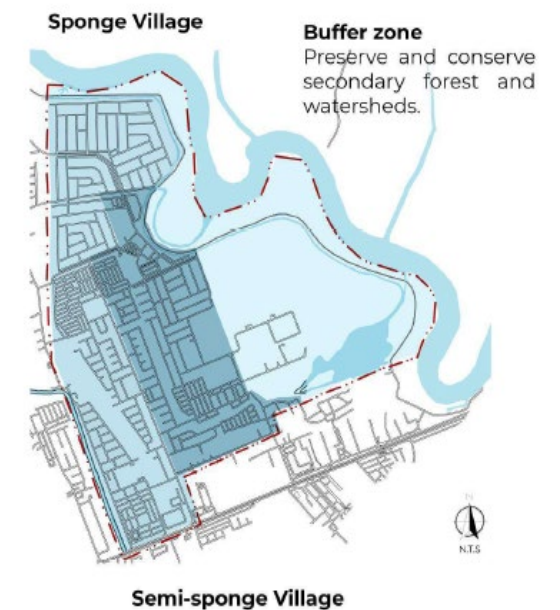 Sponge Village
Buffer zone
Preserve and conserve
secondary forest and
watersheds.
N
N.T.S
Semi-sponge Village